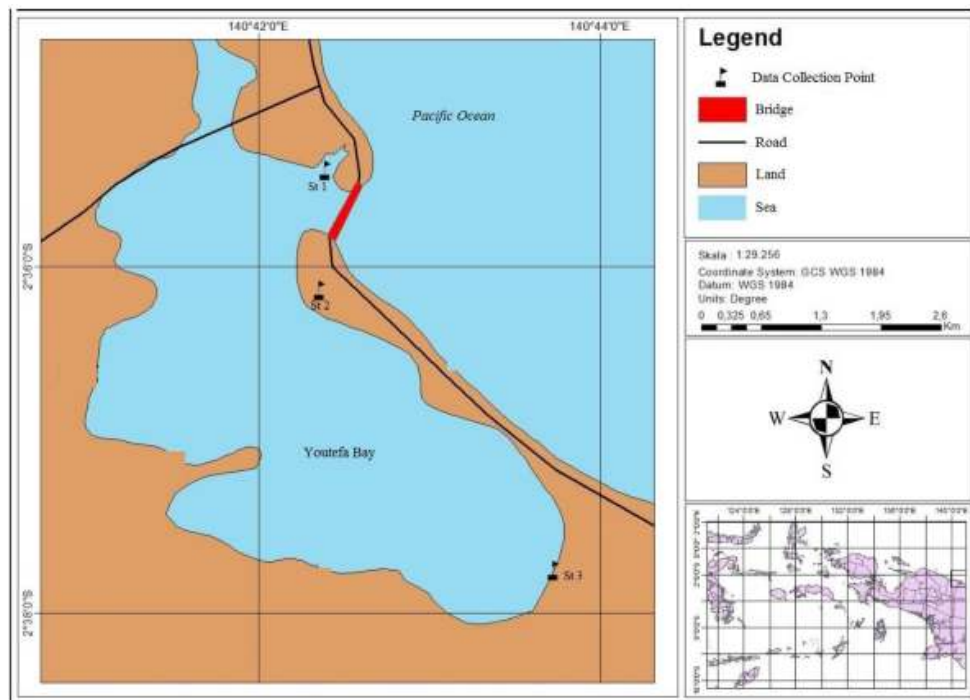 140°42'0"E 140°44'0"E
Pacific Ocean
St 1
2°36'0"S
St 2
Youtefa Bay
St 3
2°38'0"S
Legend
Data Collection Point
Bridge
Road
Land
Sea
Skala : 1:29.256
Coordinate System: GCS WGS 1984
Datum: WGS 1984
Units: Degree
0 0,325 0,65 1,3 1,95 2,6
Km
N
W E
S